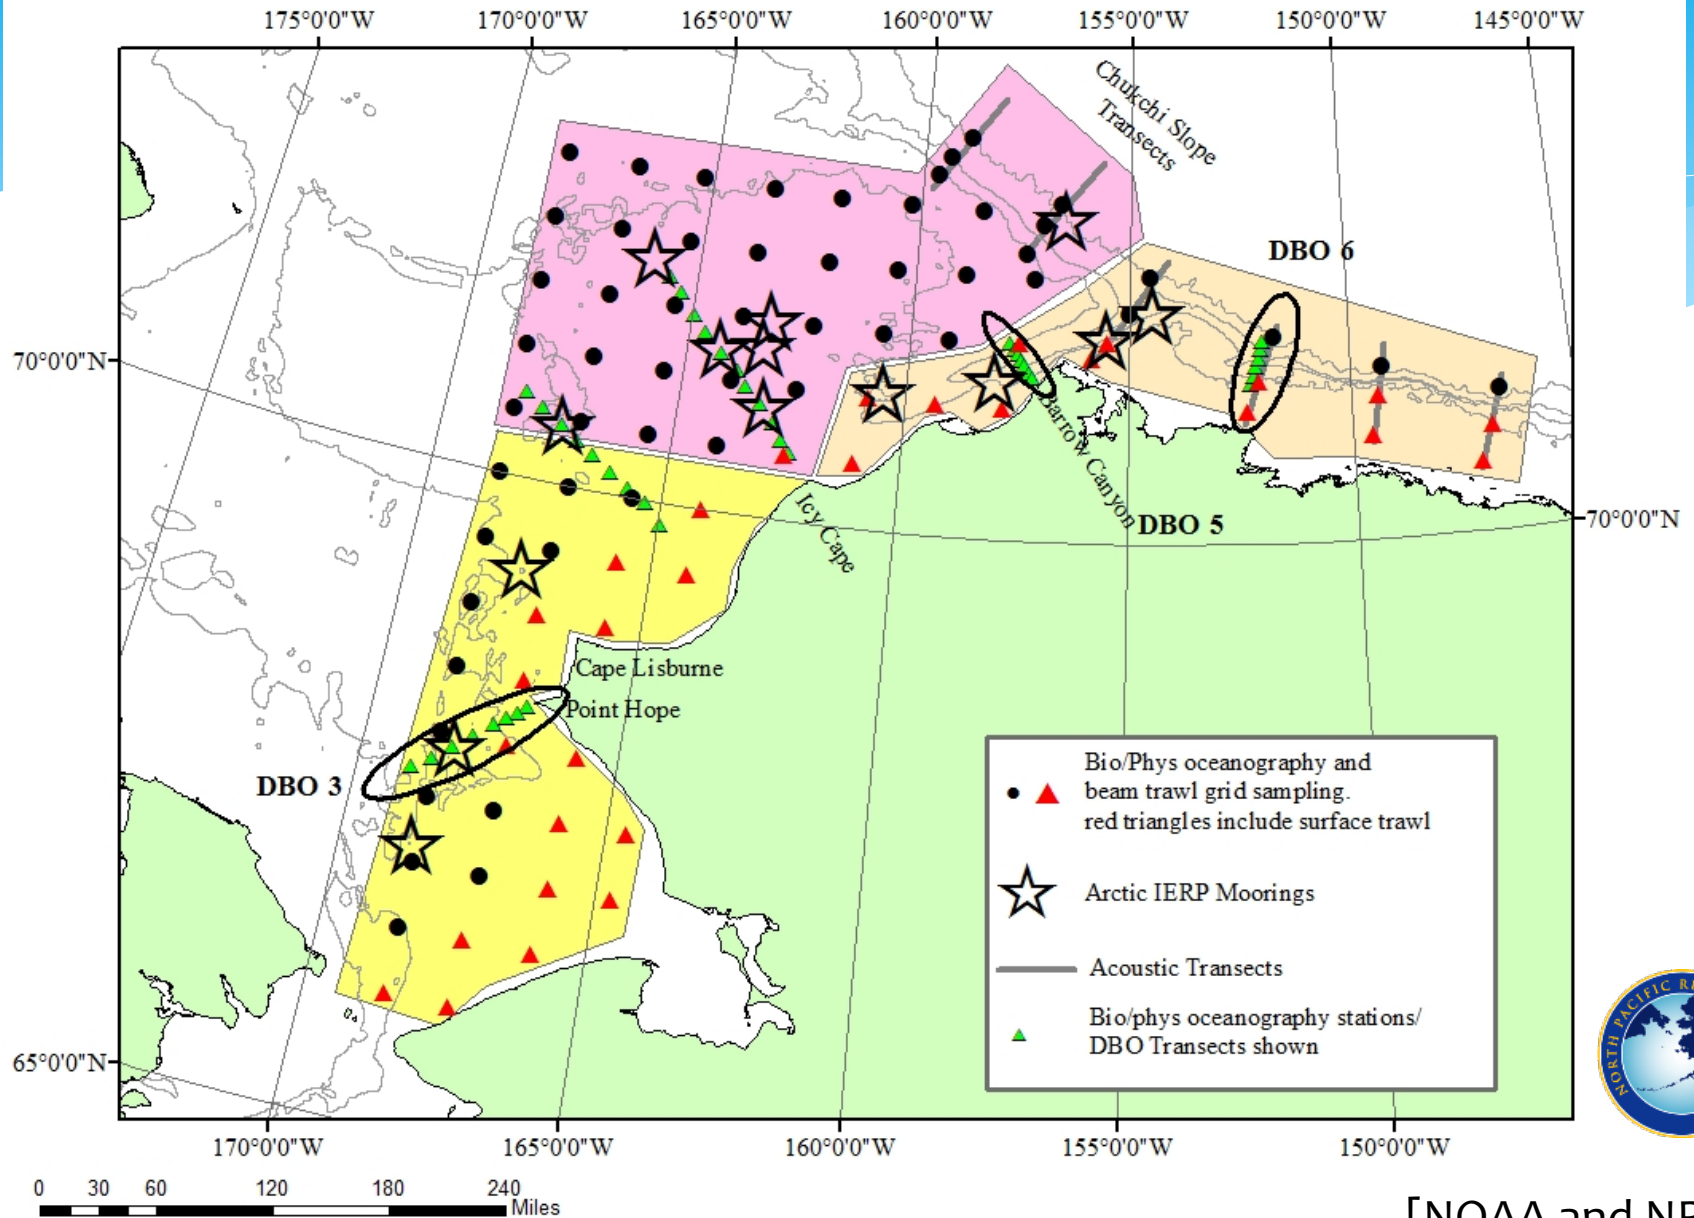 175°0'0"W 170°0'0"W 165°0'0"W 160°0'0"W 155°0'0"W 150°0'0"W 145°0'0"W
Chukchi Slope
Transects
DBO 6
70°0'0"N
Barrow Canyon
Icy Cape
DBO 5
70°0'0"N
Cape Lisburne
Point Hope
DBO 3
Bio/Phys oceanography and
beam trawl grid sampling.
red triangles include surface trawl
Arctic IERP Moorings
Acoustic Transects
Bio/phys oceanography stations/
DBO Transects shown
65°0'0"N
NORTH PACIFIC
170°0'0"W 165°0'0"W 160°0'0"W 155°0'0"W 150°0'0"W
0 30 60 120 180 240
Miles
[NOAA and